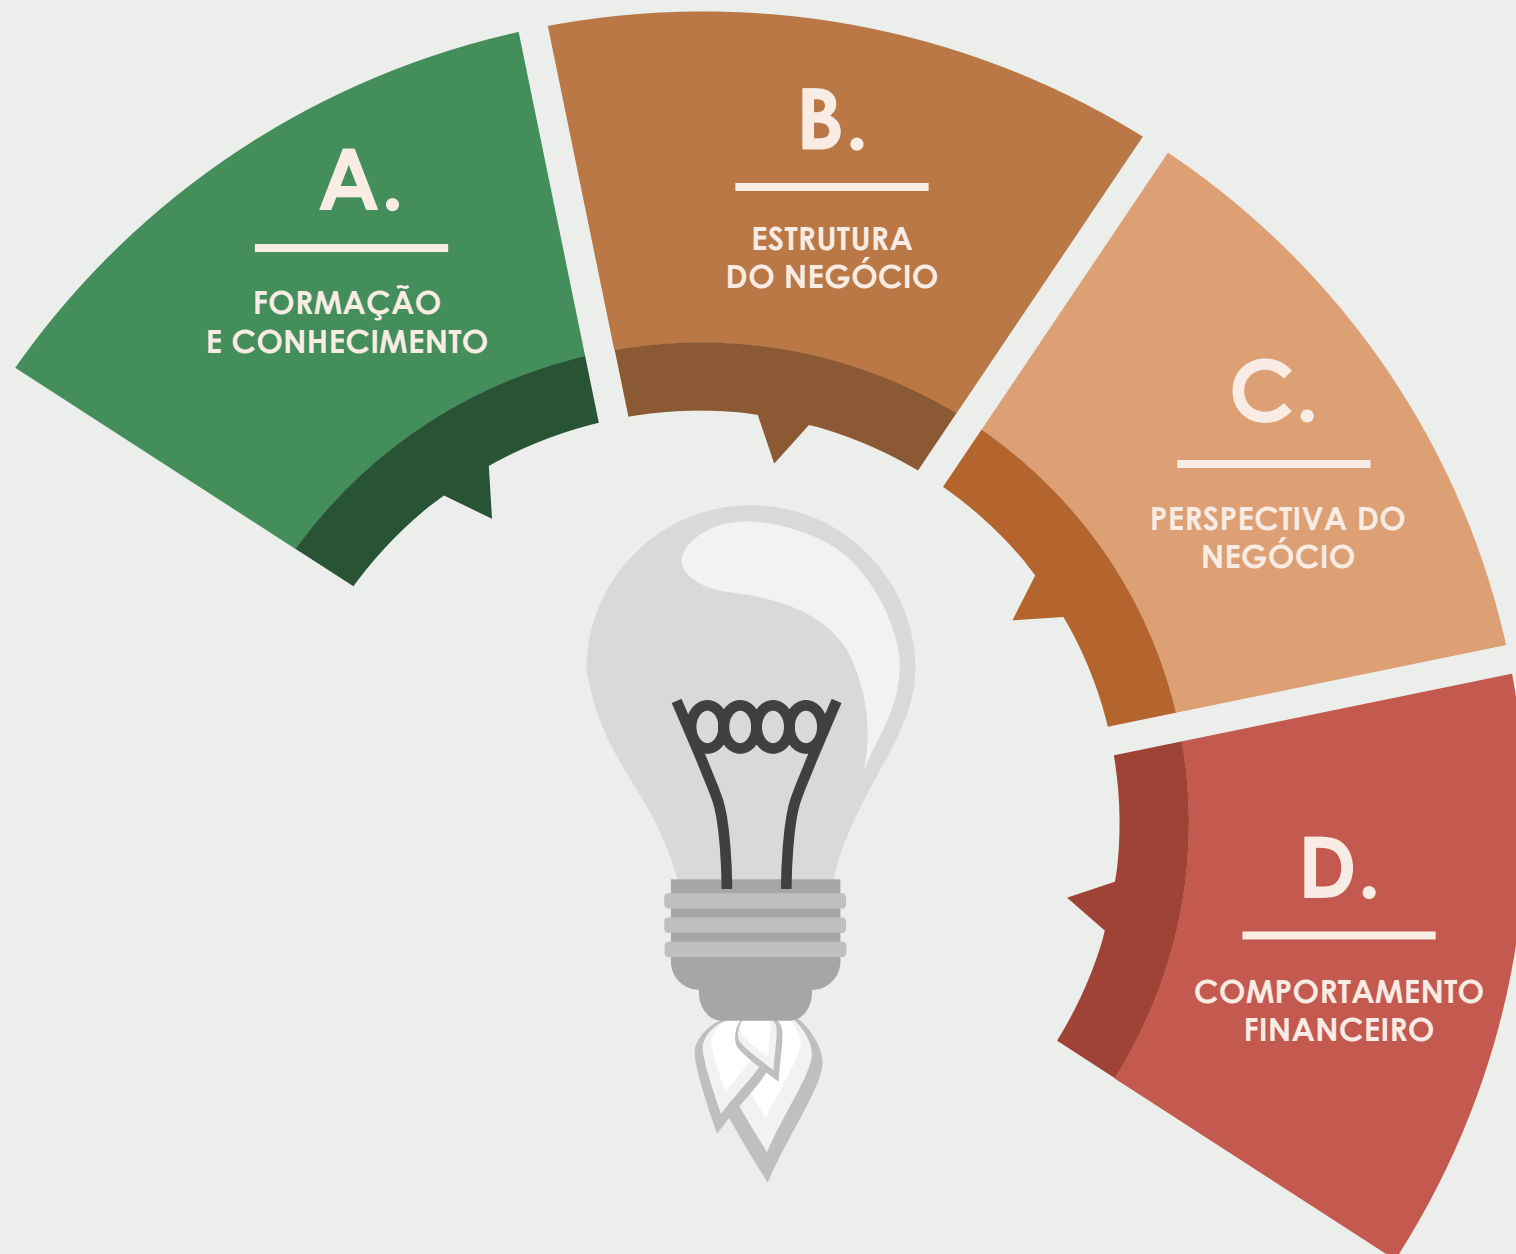 A.
FORMAÇÃO
E CONHECIMENTO
B.
ESTRUTURA
DO NEGÓCIO
C.
PERSPECTIVA DO
NEGÓCIO
D.
COMPORTAMENTO
FINANCEIRO